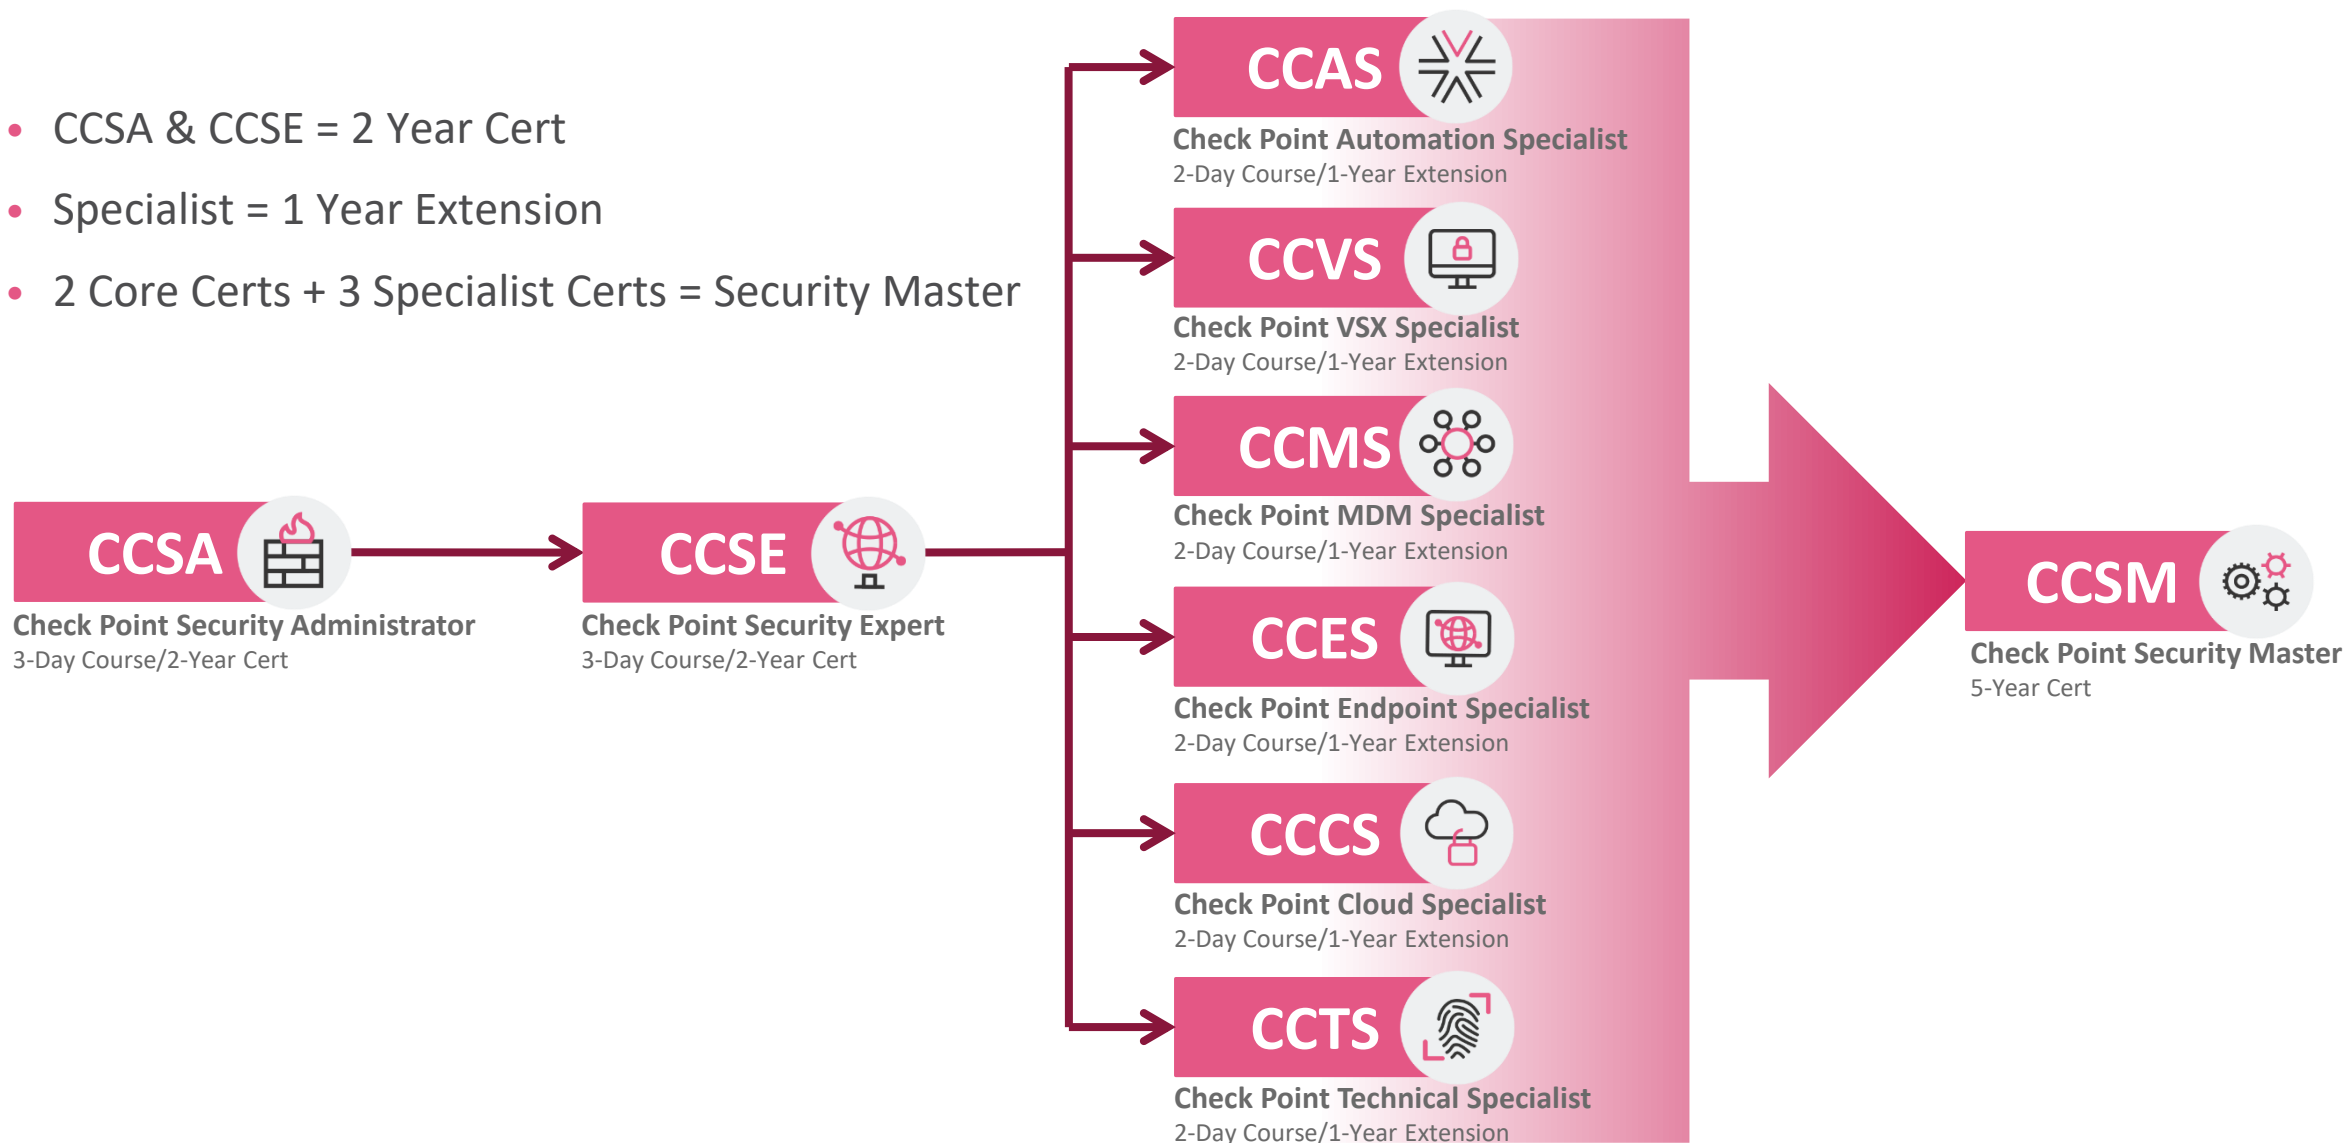 • CCSA & CCSE = 2 Year Cert
• Specialist = 1 Year Extension
• 2 Core Certs + 3 Specialist Certs = Security Master
CCSA
Check Point Security Administrator
3-Day Course/2-Year Cert
CCSE
Check Point Security Expert
3-Day Course/2-Year Cert
CCAS
Check Point Automation Specialist
2-Day Course/1-Year Extension
CCVS
Check Point VSX Specialist
2-Day Course/1-Year Extension
CCMS
Check Point MDM Specialist
2-Day Course/1-Year Extension
CCES
Check Point Endpoint Specialist
2-Day Course/1-Year Extension
CCCS
Check Point Cloud Specialist
2-Day Course/1-Year Extension
CCTS
Check Point Technical Specialist
2-Day Course/1-Year Extension
CCSM
Check Point Security Master
5-Year Cert